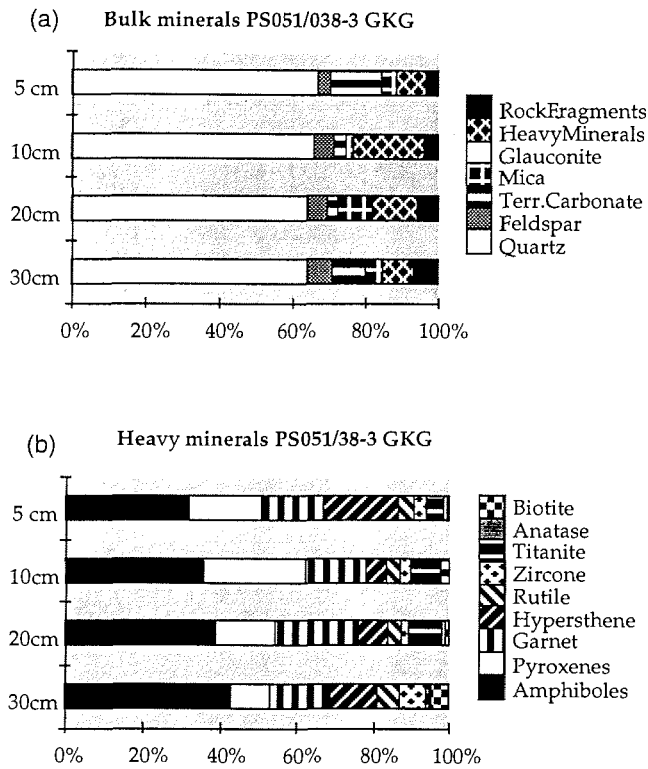 (a)
Bulk minerals PS051/038-3 GKG
5 cm
10cm
20cm
30cm
0% 20% 40% 60% 80% 100%
RockFragments
HeavyMinerals
Glauconite
Mica
Terr.Carbonate
Feldspar
Quartz
(b)
Heavy minerals PS051/38-3 GKG
5 cm
10cm
20cm
30cm
0% 20% 40% 60% 80% 100%
Biotite
Anatase
Titanite
Zircone
Rutile
Hypersthene
Garnet
Pyroxenes
Amphiboles